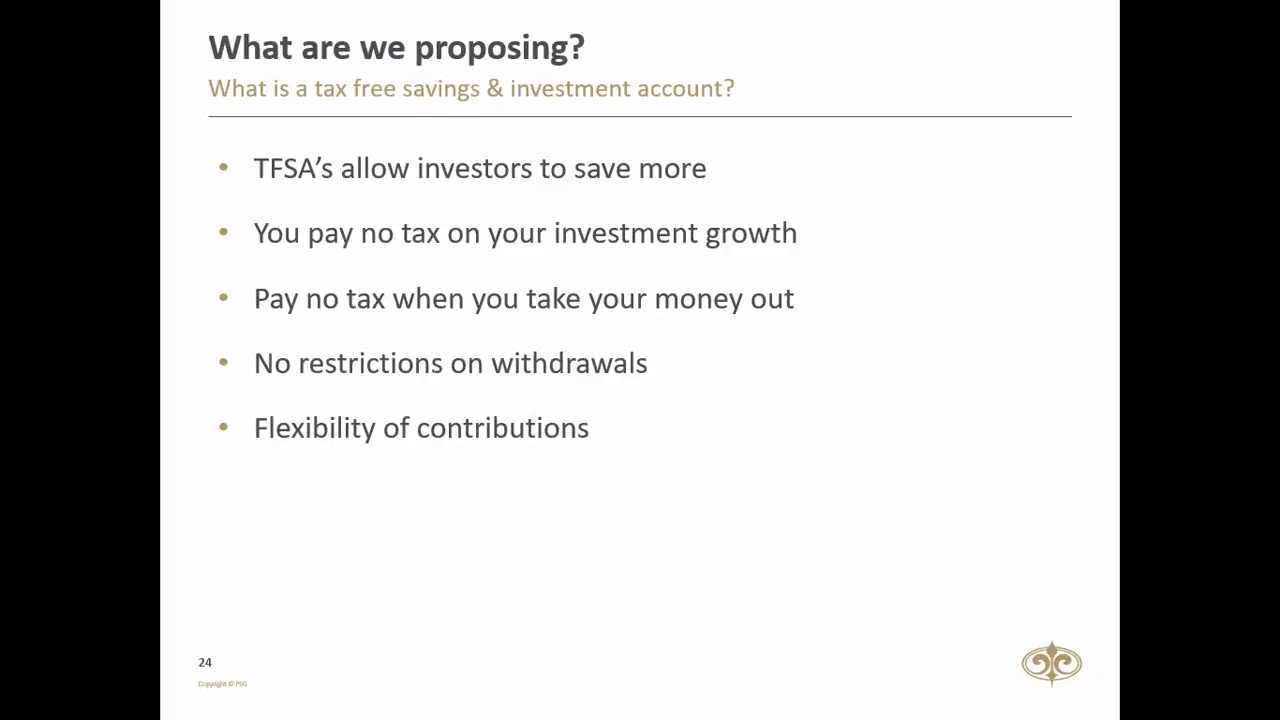 What are we proposing?
What is a tax free savings & investment account?
• TFSA’s allow investors to save more
• You pay no tax on your investment growth
• Pay no tax when you take your money out
• No restrictions on withdrawals
• Flexibility of contributions
24
Copyright © PSG